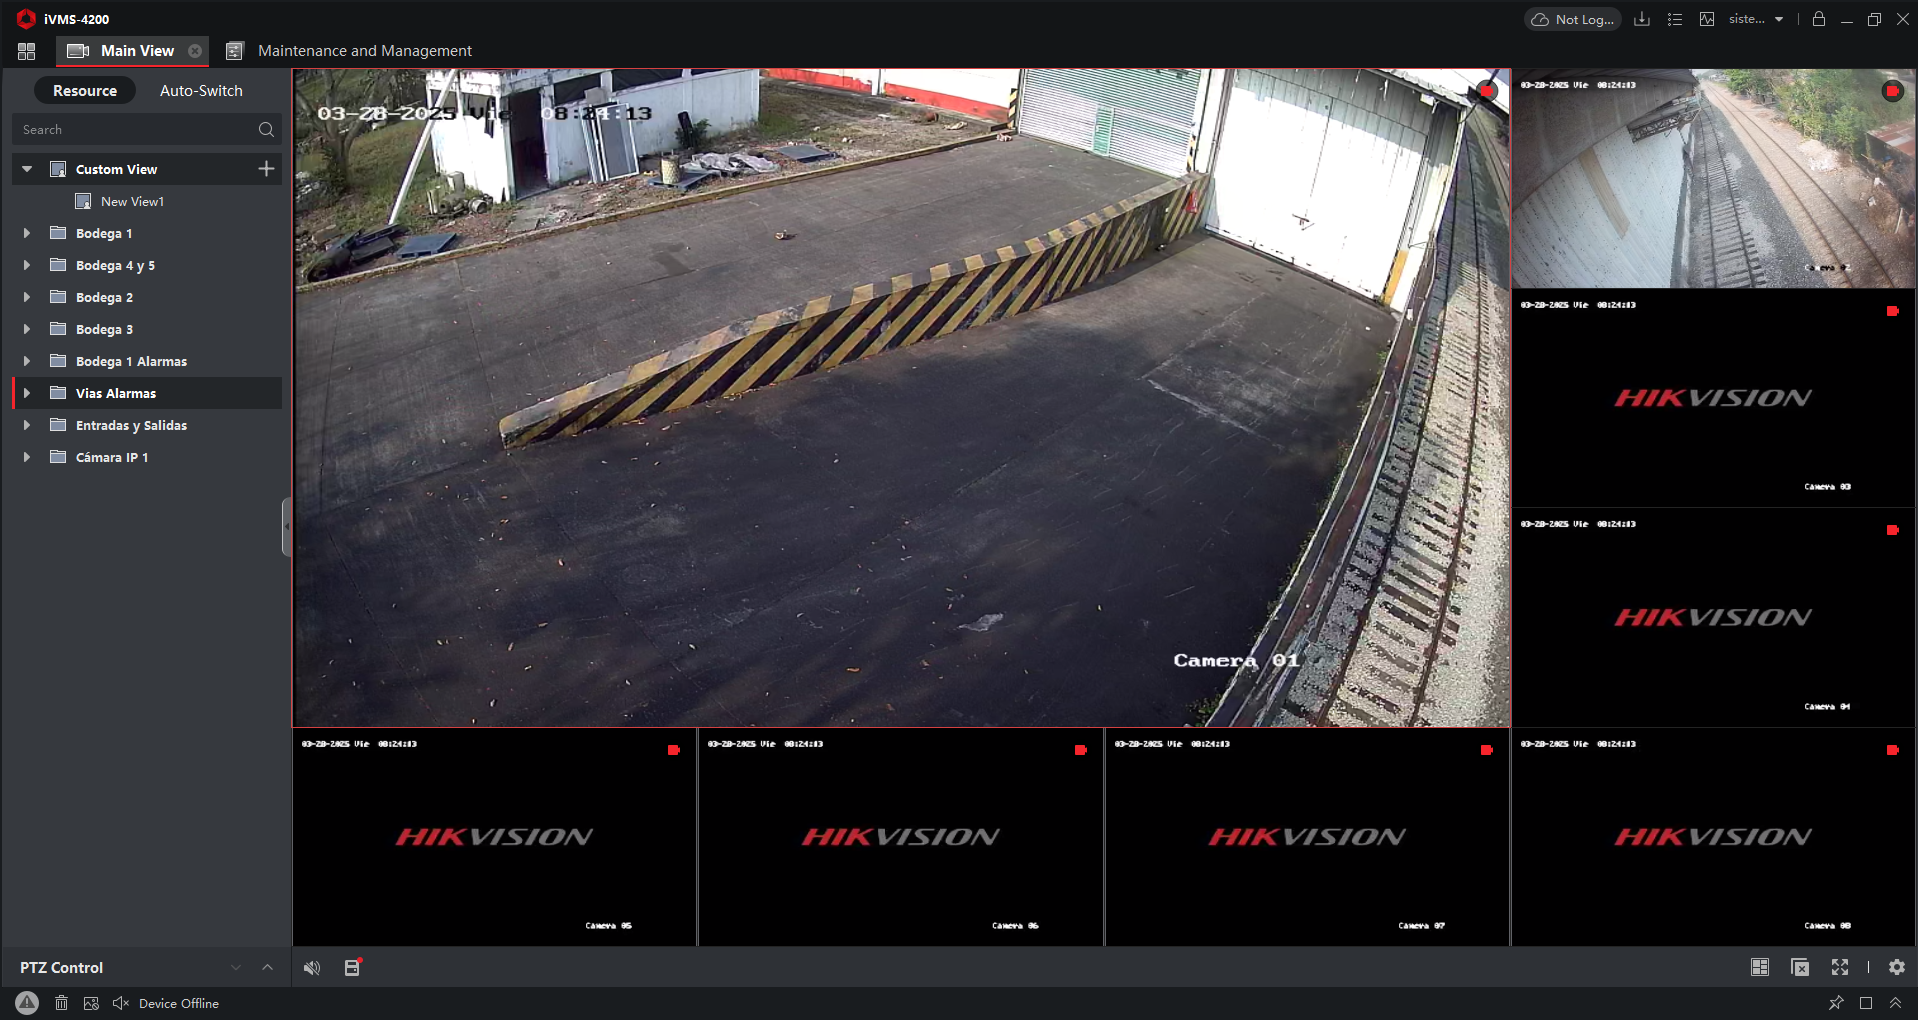 iVMS-4200
Not Log...
siste...
Main View
Maintenance and Management
Resource
Auto-Switch
Search
Custom View
New View1
Bodega 1
Bodega 4 y 5
Bodega 2
Bodega 3
Bodega 1 Alarmas
Vias Alarmas
Entradas y Salidas
Cámara IP 1
PTZ Control
Device Offline
03-28-2025 Vie 08:24:13
Camera 01
03-28-2025 Vie 08:24:13
Camera 02
03-28-2025 Vie 08:24:13
HIKVISION
Camera 03
03-28-2025 Vie 08:24:13
HIKVISION
Camera 04
03-28-2025 Vie 08:24:13
HIKVISION
Camera 05
03-28-2025 Vie 08:24:13
HIKVISION
Camera 06
03-28-2025 Vie 08:24:13
HIKVISION
Camera 07
03-28-2025 Vie 08:24:13
HIKVISION
Camera 08